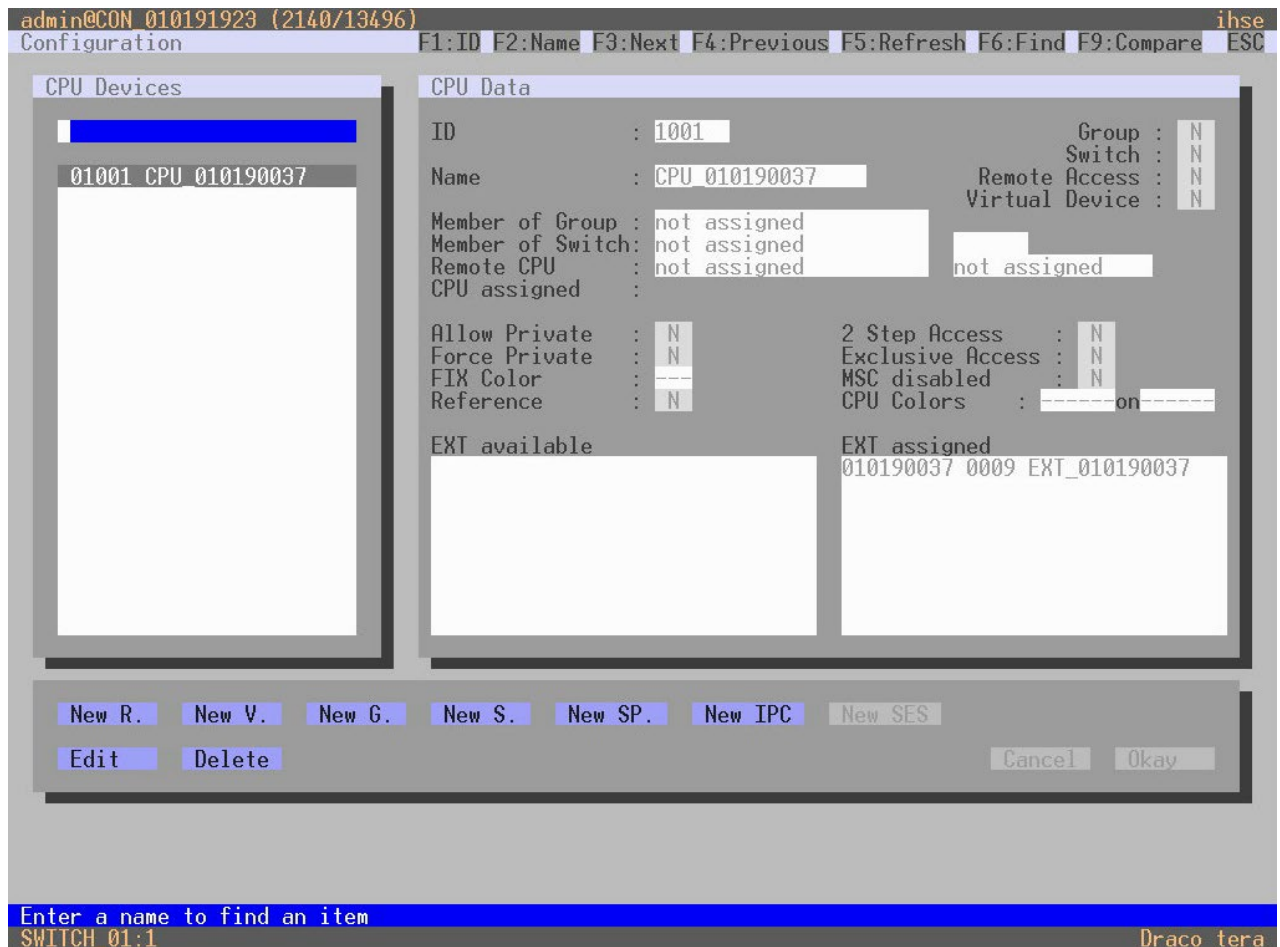 admin@CON_010191923 (2140/13496) ihse
Configuration F1:ID F2:Name F3:Next F4:Previous F5:Refresh F6:Find F9:Compare ESC
CPU Devices
01001 CPU_010190037
CPU Data
ID : 1001
Group : N
Switch : N
Name : CPU_010190037
Remote Access : N
Virtual Device : N
Member of Group : not assigned
Member of Switch: not assigned
Remote CPU : not assigned not assigned
CPU assigned :
Allow Private : N
Force Private : N
FIX Color : ---
Reference : N
2 Step Access : N
Exclusive Access : N
MSC disabled : N
CPU Colors : ------on------
EXT available
EXT assigned
010190037 0009 EXT_010190037
New R. New V. New G. New S. New SP. New IPC New SES
Edit Delete Cancel Okay
Enter a name to find an item
SWITCH 01:1 Draco tera